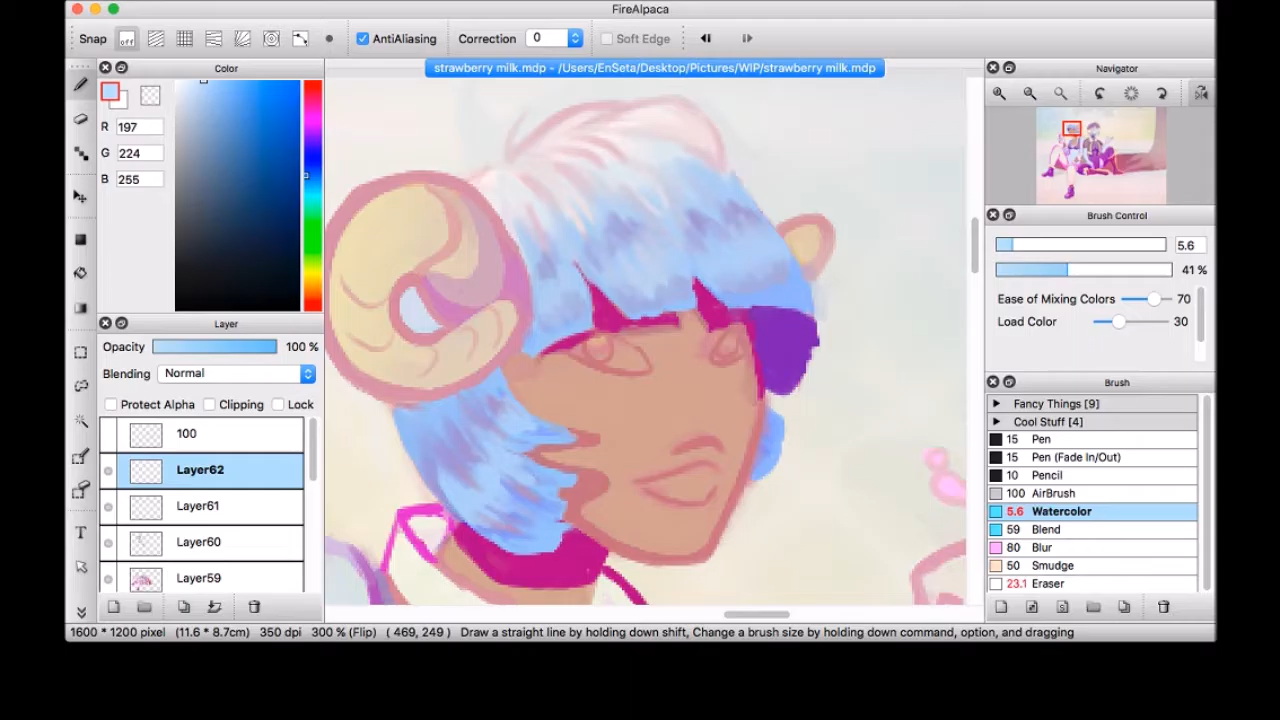 FireAlpaca
Snap off AntiAliasing Correction 0 Soft Edge
Color
strawberry milk.mdp - /Users/EnSeta/Desktop/Pictures/WIP/strawberry milk.mdp
Navigator
R 197
G 224
B 255
Brush Control
5.6
41 %
Ease of Mixing Colors 70
Load Color 30
Layer
Opacity 100 %
Blending Normal
Protect Alpha Clipping Lock
100
Layer62
Layer61
Layer60
Layer59
Brush
Fancy Things [9]
Cool Stuff [4]
15 Pen
15 Pen (Fade In/Out)
10 Pencil
100 AirBrush
5.6 Watercolor
59 Blend
80 Blur
50 Smudge
23.1 Eraser
T
1600 * 1200 pixel (11.6 * 8.7cm) 350 dpi 300 % (Flip) ( 469, 249 ) Draw a straight line by holding down shift, Change a brush size by holding down command, option, and dragging